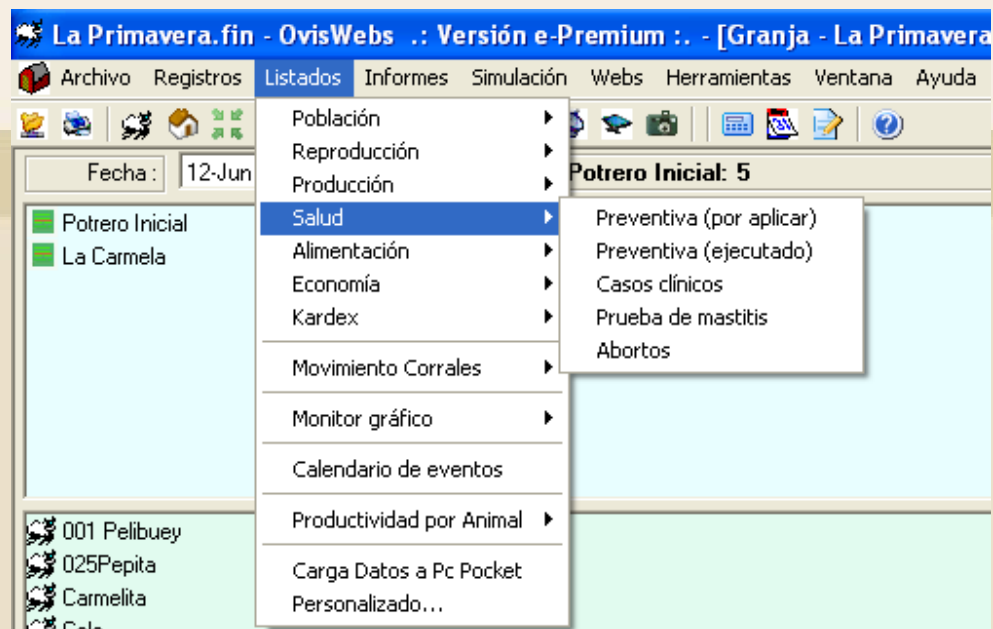 La Primavera.fin - OvisWebs .: Versión e-Premium :. - [Granja - La Primavera
Archivo Registros Listados Informes Simulación Webs Herramientas Ventana Ayuda
Fecha : 12-Jun Potrero Inicial: 5
Potrero Inicial
La Carmela
Población
Reproducción
Producción
Salud
Alimentación
Economía
Kardex
Movimiento Corrales
Monitor gráfico
Calendario de eventos
Productividad por Animal
Carga Datos a Pc Pocket
Personalizado...
Preventiva (por aplicar)
Preventiva (ejecutado)
Casos clínicos
Prueba de mastitis
Abortos
001 Pelibuey
025Pepita
Carmelita